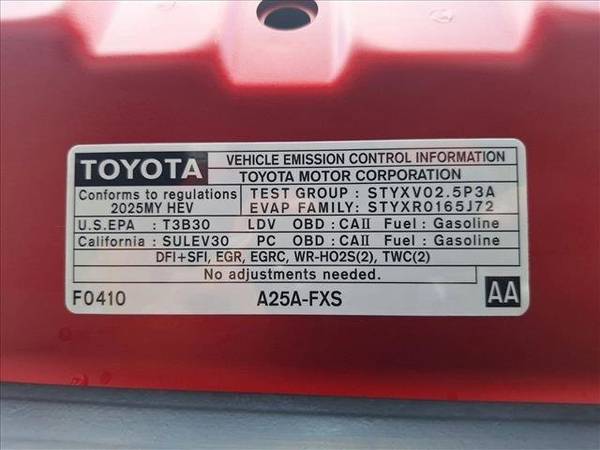 TOYOTA
VEHICLE EMISSION CONTROL INFORMATION
TOYOTA MOTOR CORPORATION
Conforms to regulations
2025MY HEV
TEST GROUP : STYXV02.5P3A
EVAP FAMILY: STYXR0165J72
U.S.EPA : T3B30 LDV OBD : CAII Fuel : Gasoline
California : SULEV30 PC OBD : CAII Fuel : Gasoline
DFI+SFI, EGR, EGRC, WR-HO2S(2), TWC(2)
No adjustments needed.
F0410 A25A-FXS AA